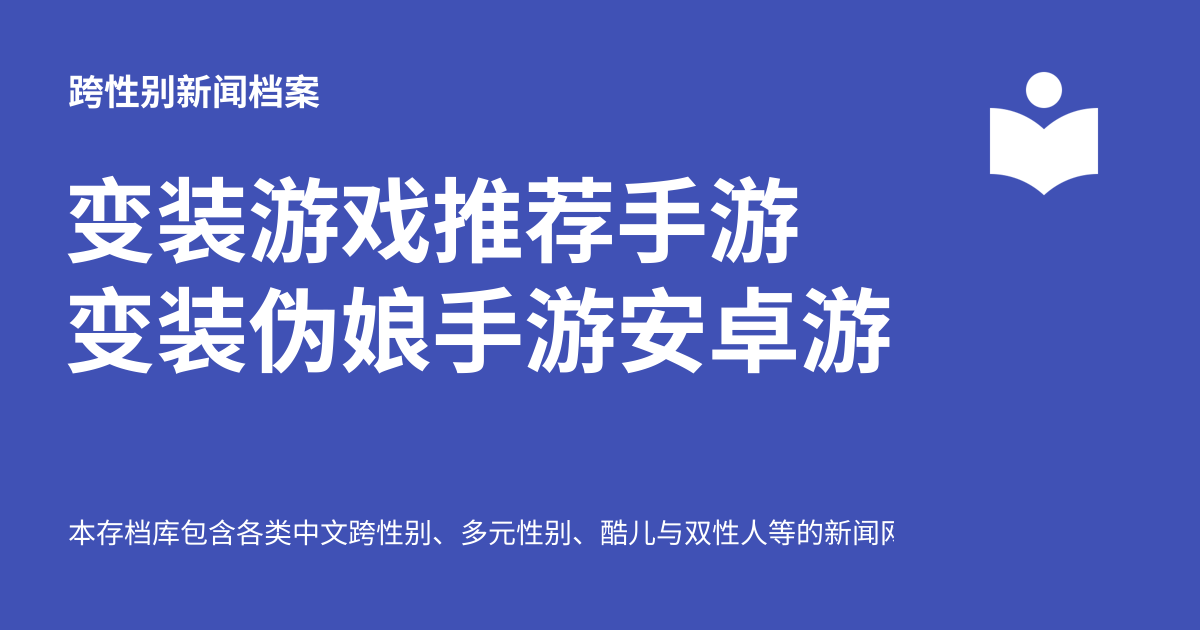 跨性别新闻档案
变装游戏推荐手游
变装伪娘手游安卓游
本存档库包含各类中文跨性别、多元性别、酷儿与双性人等的新闻网